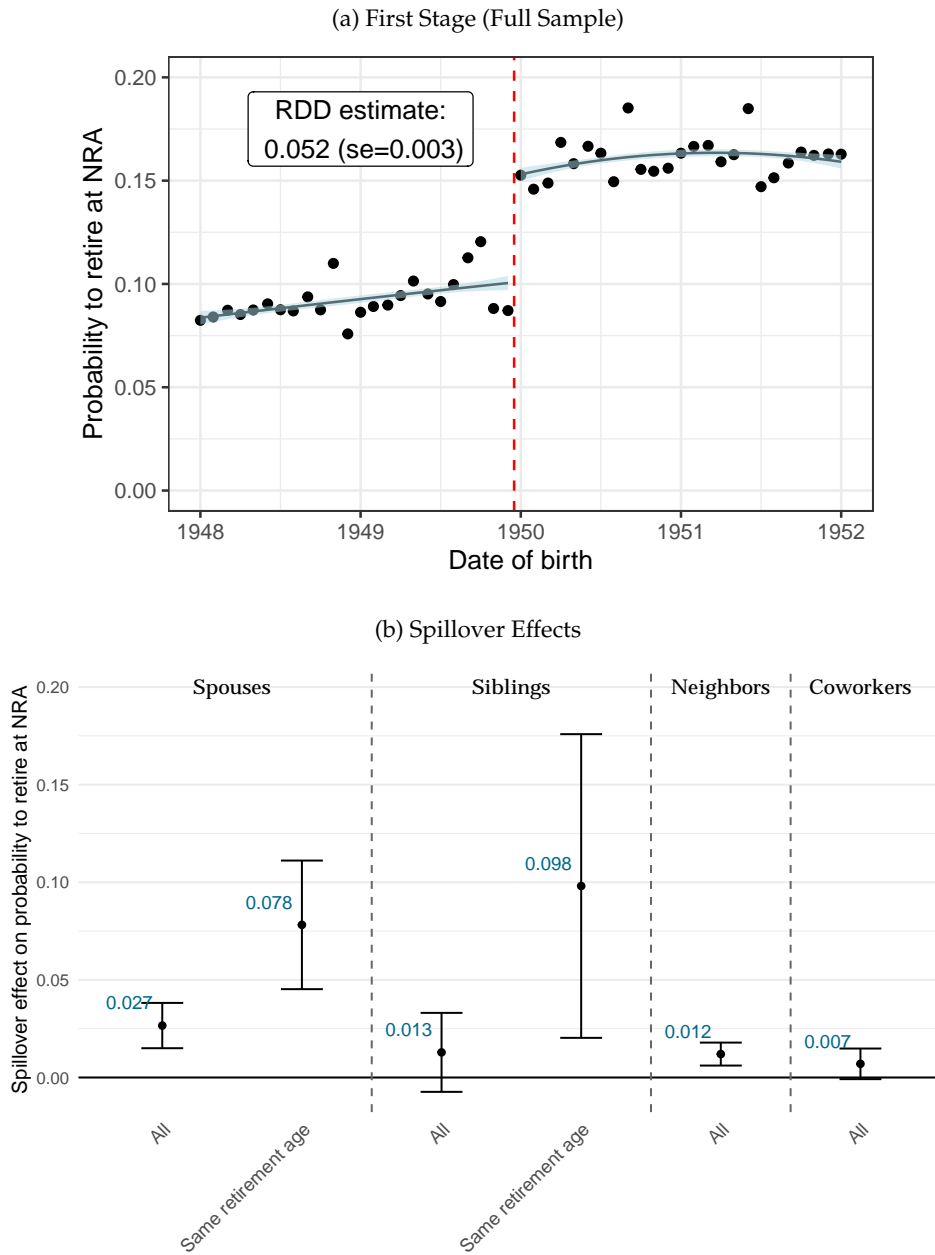 (a) First Stage (Full Sample)
Probability to retire at NRA
0.20
0.15
0.10
0.05
0.00
RDD estimate:
0.052 (se=0.003)
1948 1949 1950 1951 1952
Date of birth
(b) Spillover Effects
Spillover effect on probability to retire at NRA
0.20
0.15
0.10
0.05
0.00
Spouses Siblings Neighbors Coworkers
0.027
0.078
0.013
0.098
0.012
0.007
All
Same retirement age
All
Same retirement age
All
All